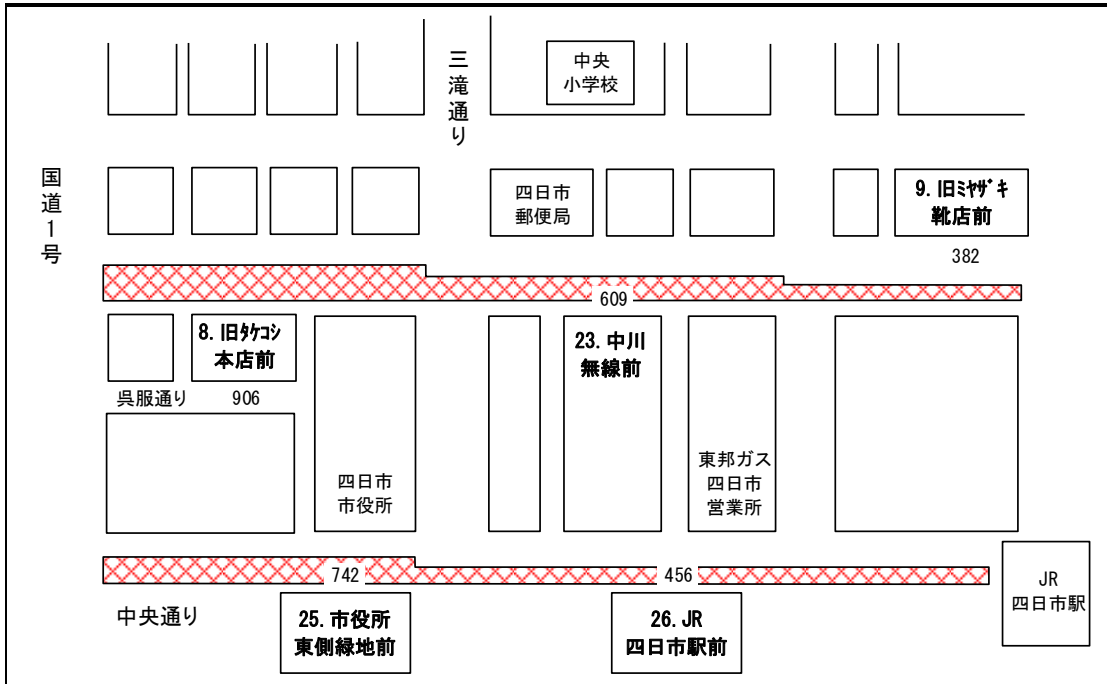 三滝通り
中央
小学校
国道1号
四日市
郵便局
9. 旧ﾐﾔｻﾞｷ
靴店前
382
609
8. 旧ﾀｹｺｼ
本店前
23. 中川
無線前
呉服通り
906
四日市
市役所
東邦ガス
四日市
営業所
742
456
JR
四日市駅
中央通り
25. 市役所
東側緑地前
26. JR
四日市駅前